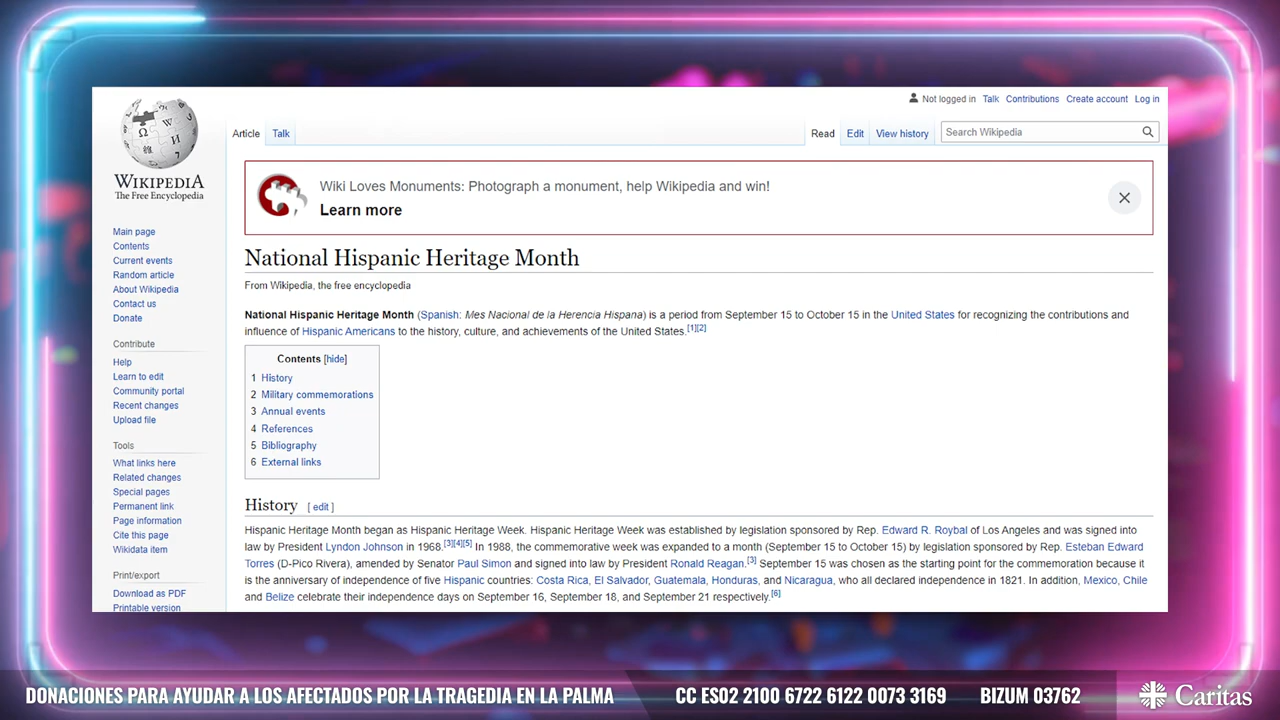 Not logged in Talk Contributions Create account Log in
Article Talk Read Edit View history Search Wikipedia
WIKIPEDIA
The Free Encyclopedia
Main page
Contents
Current events
Random article
About Wikipedia
Contact us
Donate
Contribute
Help
Learn to edit
Community portal
Recent changes
Upload file
Tools
What links here
Related changes
Special pages
Permanent link
Page information
Cite this page
Wikidata item
Print/export
Download as PDF
Printable version
Wiki Loves Monuments: Photograph a monument, help Wikipedia and win!
Learn more
National Hispanic Heritage Month
From Wikipedia, the free encyclopedia
National Hispanic Heritage Month (Spanish: Mes Nacional de la Herencia Hispana) is a period from September 15 to October 15 in the United States for recognizing the contributions and
influence of Hispanic Americans to the history, culture, and achievements of the United States.[1][2]
Contents [hide]
1 History
2 Military commemorations
3 Annual events
4 References
5 Bibliography
6 External links
History [ edit ]
Hispanic Heritage Month began as Hispanic Heritage Week. Hispanic Heritage Week was established by legislation sponsored by Rep. Edward R. Roybal of Los Angeles and was signed into
law by President Lyndon Johnson in 1968.[3][4][5] In 1988, the commemorative week was expanded to a month (September 15 to October 15) by legislation sponsored by Rep. Esteban Edward
Torres (D-Pico Rivera), amended by Senator Paul Simon and signed into law by President Ronald Reagan.[3] September 15 was chosen as the starting point for the commemoration because it
is the anniversary of independence of five Hispanic countries: Costa Rica, El Salvador, Guatemala, Honduras, and Nicaragua, who all declared independence in 1821. In addition, Mexico, Chile
and Belize celebrate their independence days on September 16, September 18, and September 21 respectively.[6]
DONACIONES PARA AYUDAR A LOS AFECTADOS POR LA TRAGEDIA EN LA PALMA CC ES02 2100 6722 6122 0073 3169 BIZUM 03762 Caritas